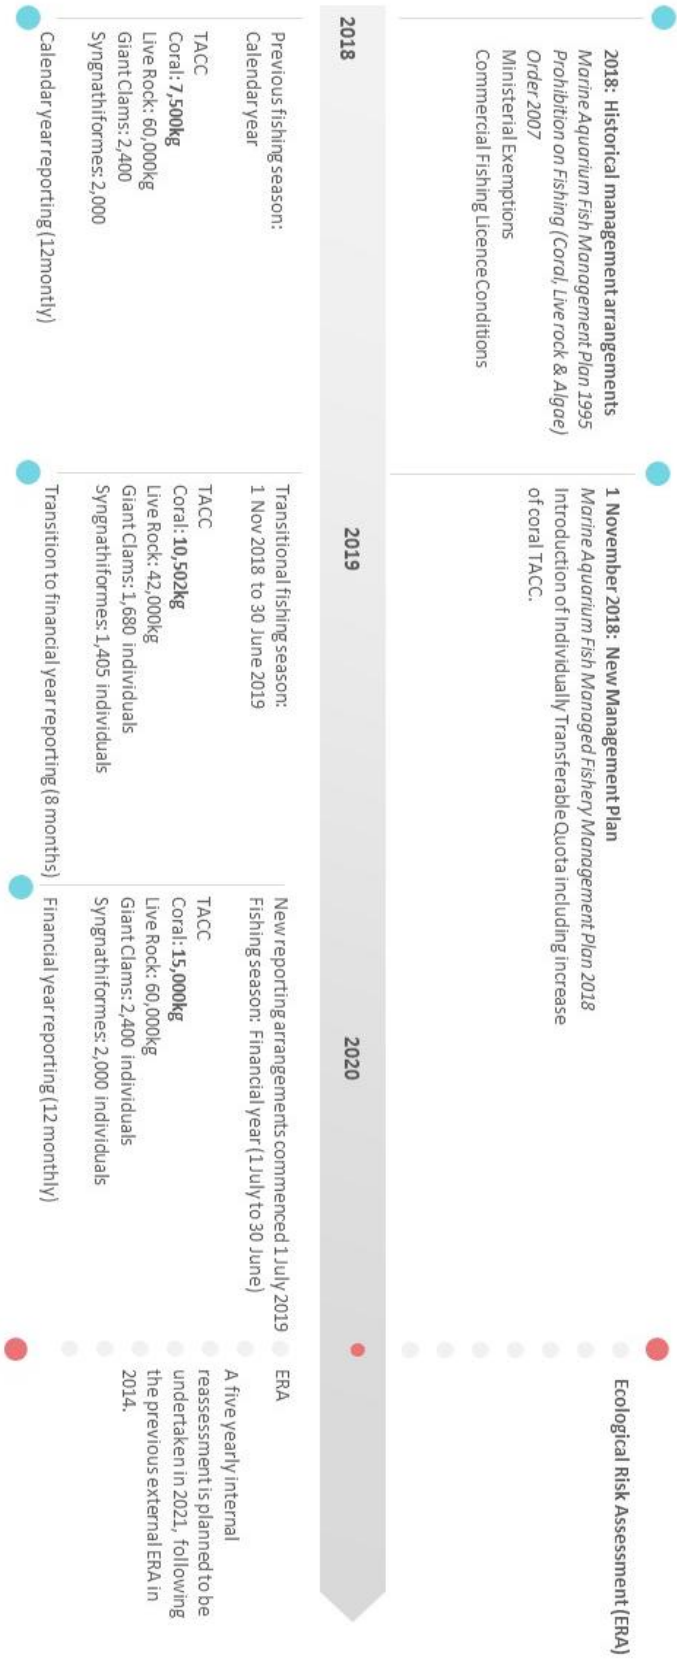 2018: Historical management arrangements
Marine Aquarium Fish Management Plan 1995
Prohibition on Fishing (Coral, Live rock & Algae)
Order 2007
Ministerial Exemptions
Commercial Fishing Licence Conditions
1 November 2018: New Management Plan
Marine Aquarium Fish Managed Fishery Management Plan 2018
Introduction of Individually Transferable Quota including increase
of coral TACC.
Ecological Risk Assessment (ERA)
2018
2019
2020
Previous fishing season:
Calendar year
TACC
Coral: 7,500kg
Live Rock: 60,000kg
Giant Clams: 2,400
Syngnathiformes: 2,000
Calendar year reporting (12montly)
Transitional fishing season:
1 Nov 2018 to 30 June 2019
TACC
Coral: 10,502kg
Live Rock: 42,000kg
Giant Clams: 1,680 individuals
Syngnathiformes: 1,405 individuals
Transition to financial year reporting (8 months)
New reporting arrangements commenced 1 July 2019
Fishing season: Financial year (1 July to 30 June)
TACC
Coral: 15,000kg
Live Rock: 60,000kg
Giant Clams: 2,400 individuals
Syngnathiformes: 2,000 individuals
Financial year reporting (12 monthly)
ERA
A five yearly internal
reassessment is planned to be
undertaken in 2021, following
the previous external ERA in
2014.